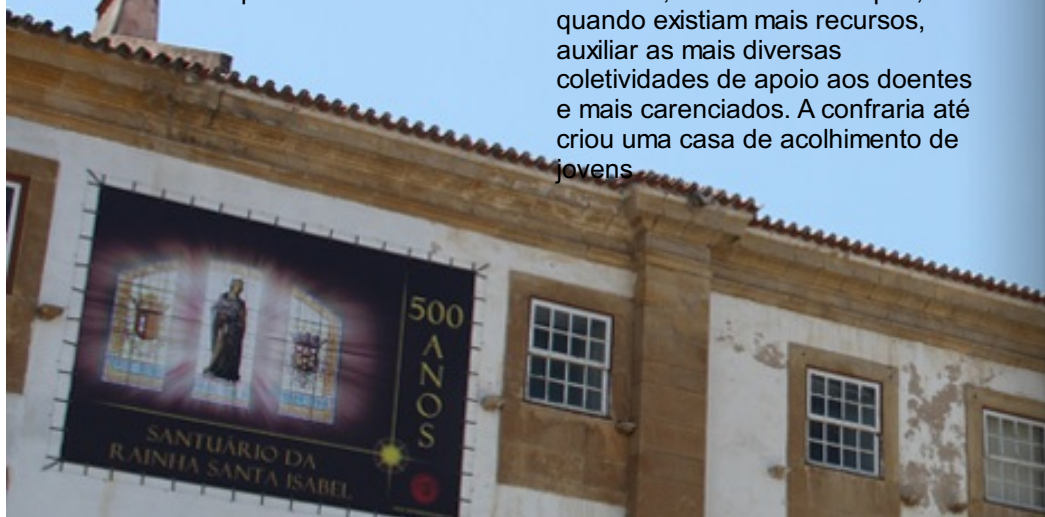 quando existiam mais recursos,
auxiliar as mais diversas
coletividades de apoio aos doentes
e mais carenciados. A confraria até
criou uma casa de acolhimento de
jovens
500
ANOS
SANTUÁRIO DA
RAINHA SANTA ISABEL